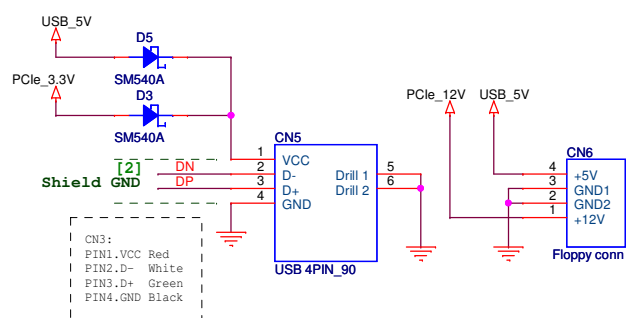 USB_5V
D5
SM540A
PCIe_3.3V
D3
SM540A
CN5
1 VCC
2 D-
3 D+
4 GND
Drill 1 5
Drill 2 6
USB 4PIN_90
[2]
DN
Shield GND
DP
CN3:
PIN1.VCC Red
PIN2.D- White
PIN3.D+ Green
PIN4.GND Black
PCIe_12V
USB_5V
CN6
4 +5V
3 GND1
2 GND2
1 +12V
Floppy conn